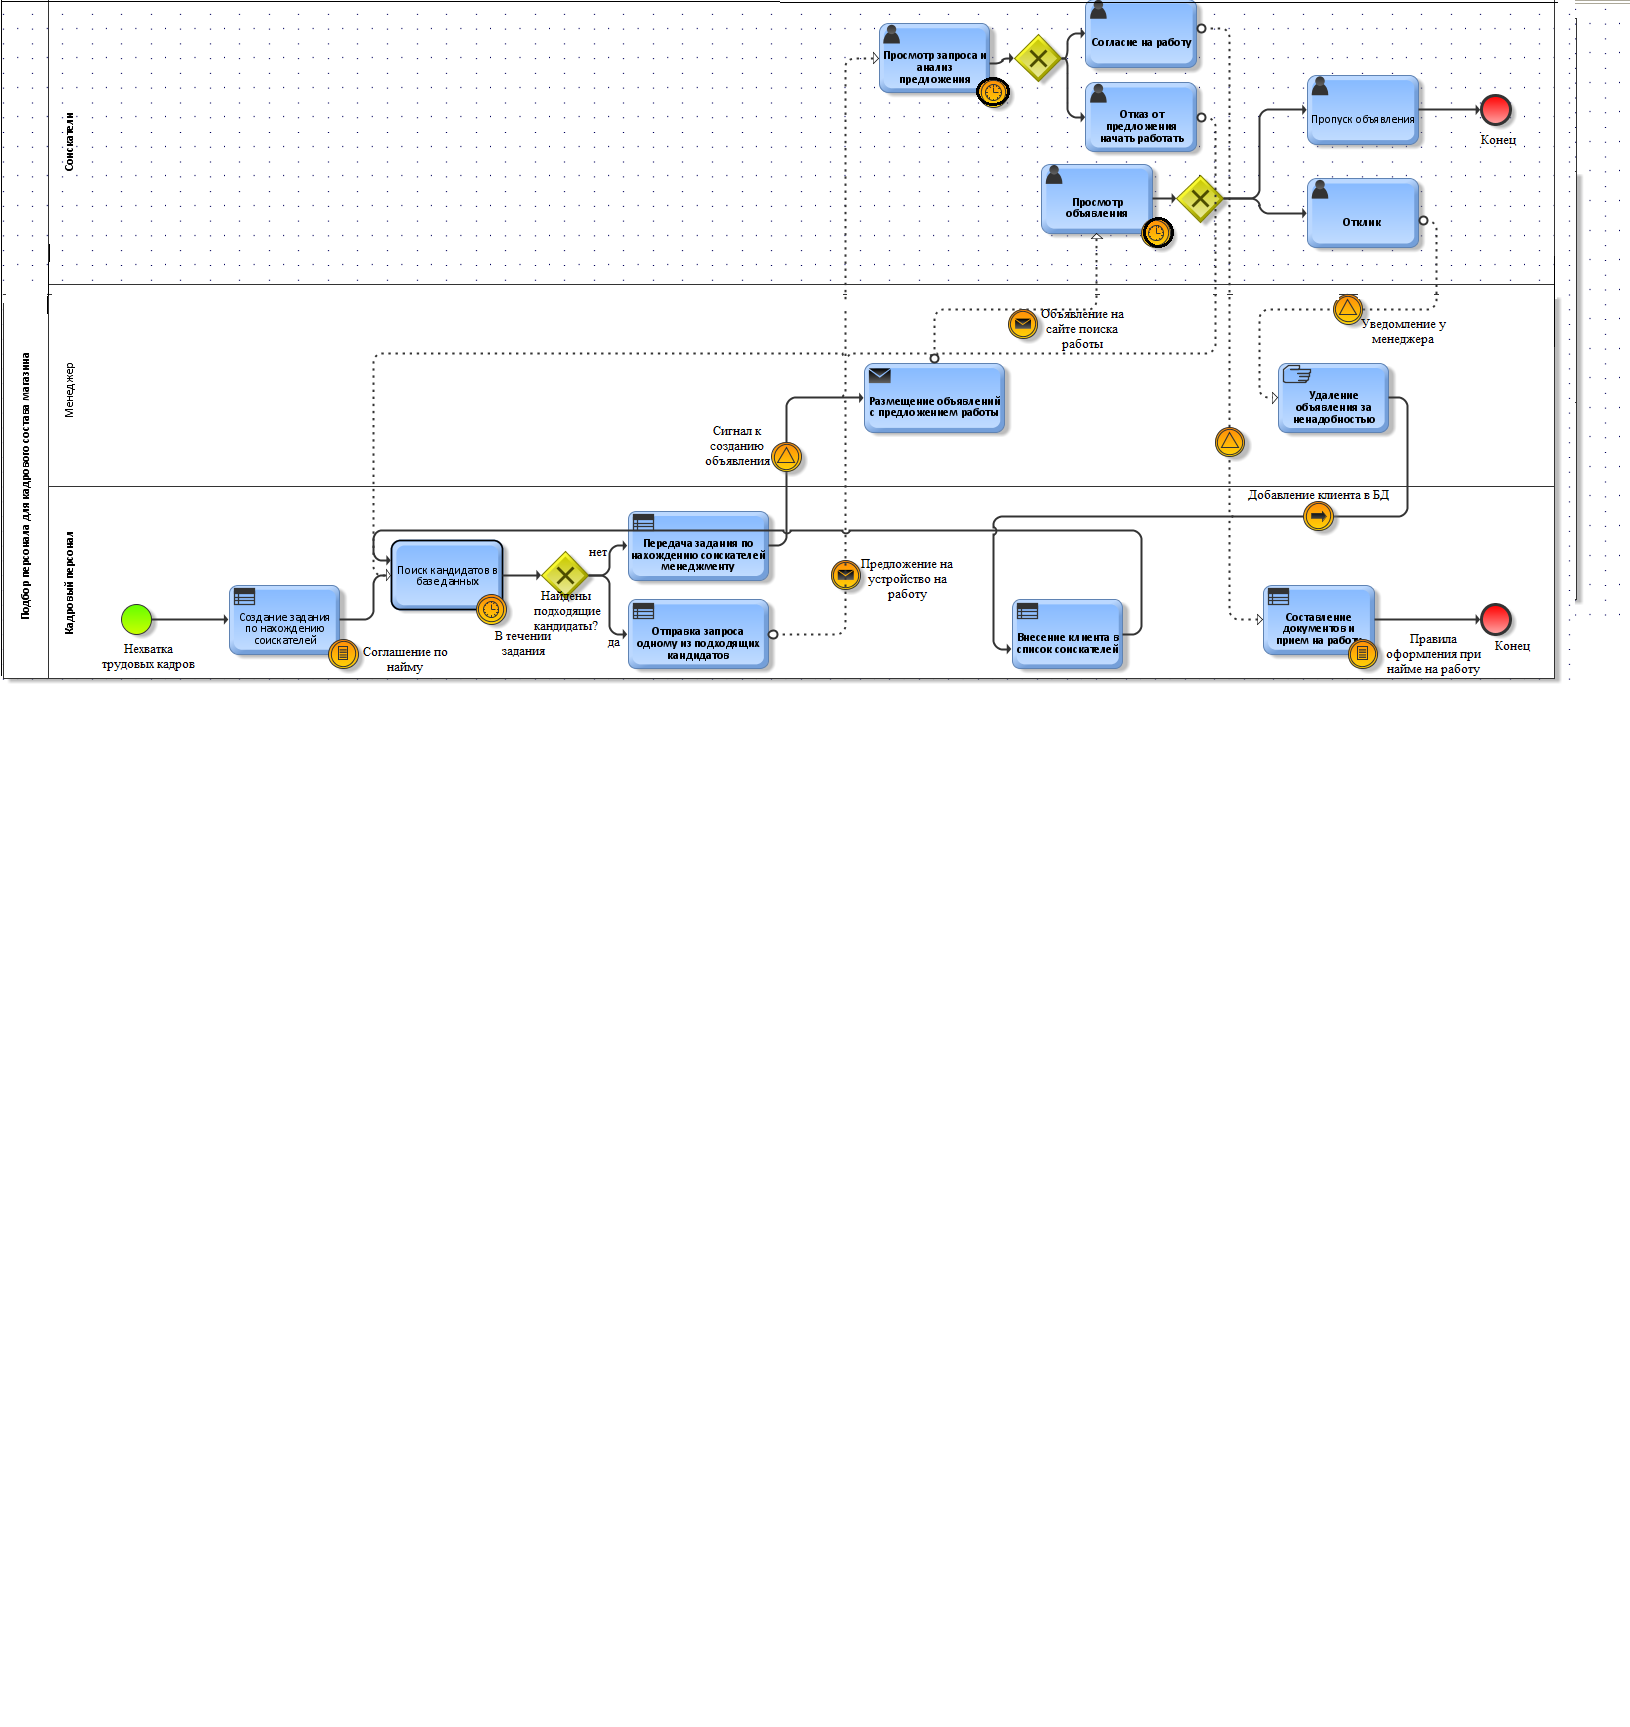 Подбор персонала для кадрового состава магазина
Соискатели
Просмотр запроса и
анализ
предложения
Согласие на работу
Отказ от
предложения
начать работать
Просмотр
объявления
Пропуск объявления
Конец
Отклик
Менеджер
Объявление на
сайте поиска
работы
Уведомление у
менеджера
Размещение объявлений
с предложением работы
Удаление
объявления за
ненадобностью
Сигнал к
созданию
объявления
Кадровый персонал
Добавление клиента в БД
Нехватка
трудовых кадров
Создание задания
по нахождению
соискателей
Соглашение по
найму
Поиск кандидатов в
базе данных
В течении
задания
Найдены
подходящие
кандидаты?
нет
да
Передача задания по
нахождению соискателей
менеджменту
Отправка запроса
одному из подходящих
кандидатов
Предложение на
устройство на
работу
Внесение клиента в
список соискателей
Составление
документов и
прием на работу
Правила
оформления при
найме на работу
Конец